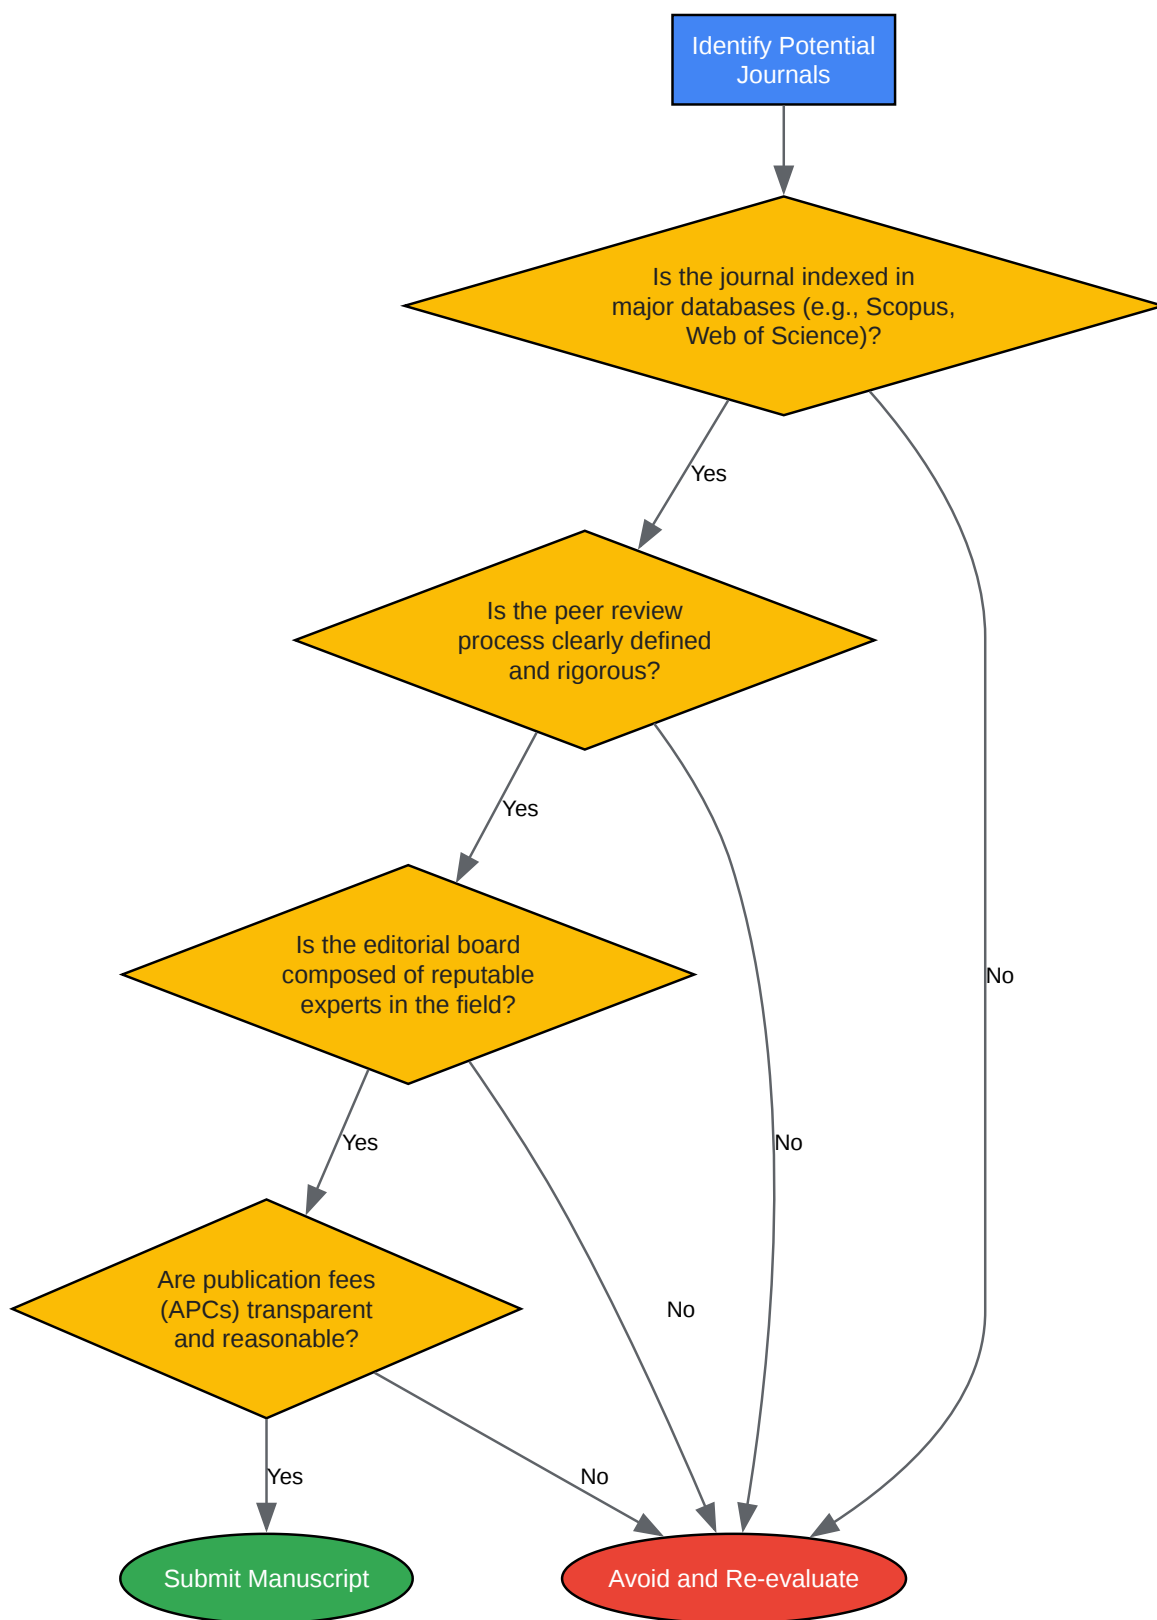 Identify Potential
Journals
Is the journal indexed in
major databases (e.g., Scopus,
Web of Science)?
Yes
Is the peer review
process clearly defined
and rigorous?
Yes
Is the editorial board
composed of reputable
experts in the field?
No
Yes
No
Are publication fees
(APCs) transparent
and reasonable?
No
Yes
No
Submit Manuscript
Avoid and Re-evaluate